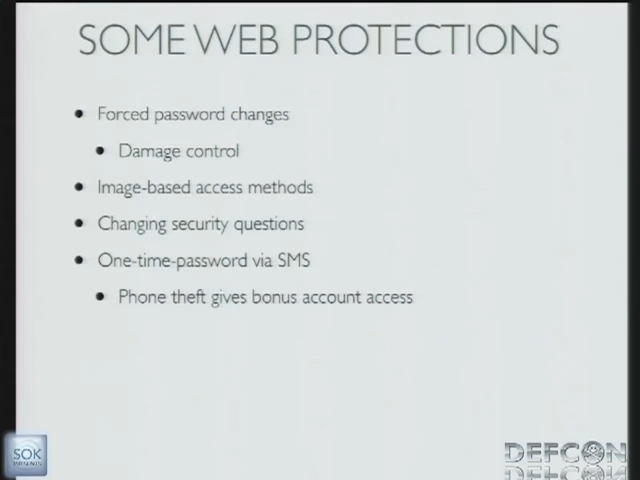 SOME WEB PROTECTIONS
• Forced password changes
• Damage control
• Image-based access methods
• Changing security questions
• One-time-password via SMS
• Phone theft gives bonus account access
SOK
DEFCON